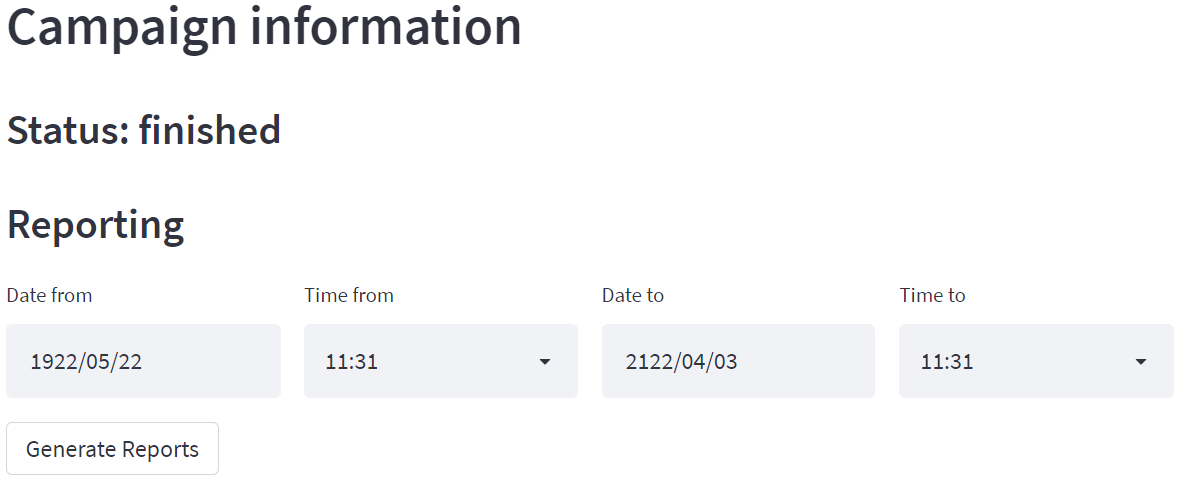 Campaign information
Status: finished
Reporting
Date from Time from Date to Time to
1922/05/22 11:31 2122/04/03 11:31
Generate Reports